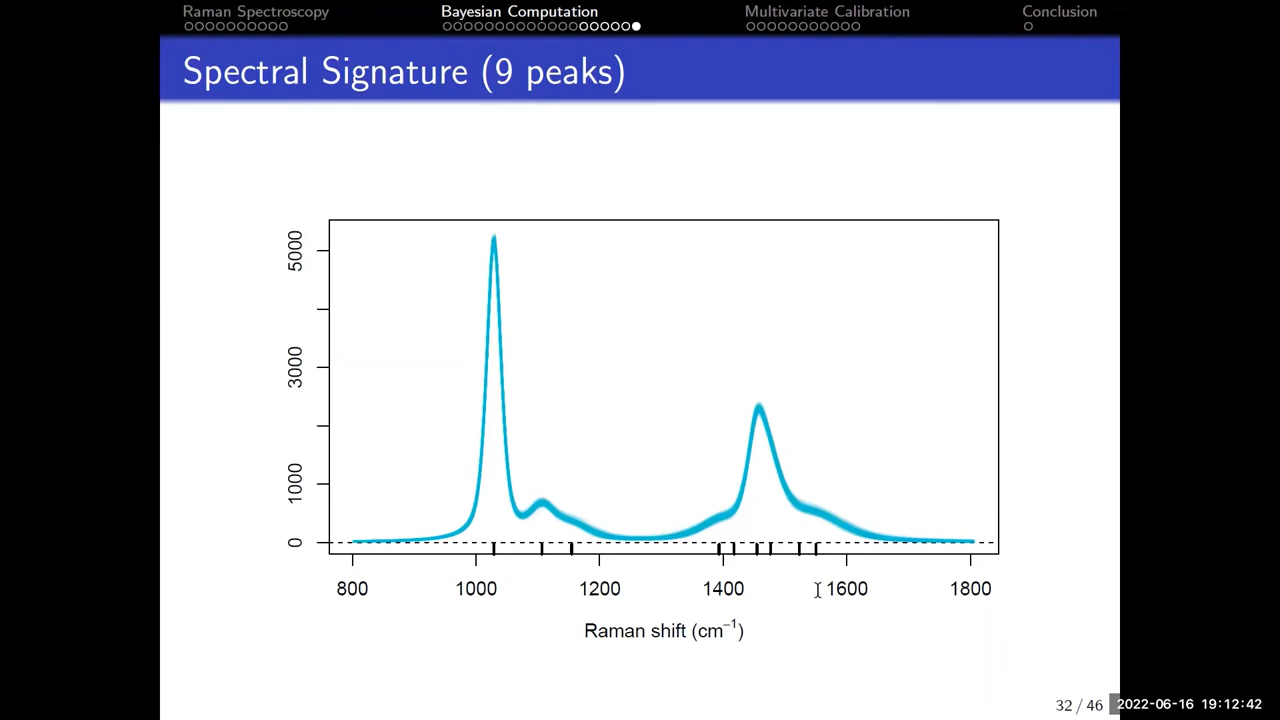 Raman Spectroscopy Bayesian Computation Multivariate Calibration Conclusion
Spectral Signature (9 peaks)
5000
3000
1000
0
800 1000 1200 1400 1600 1800
Raman shift (cm⁻¹)
32 / 46 2022-06-16 19:12:42